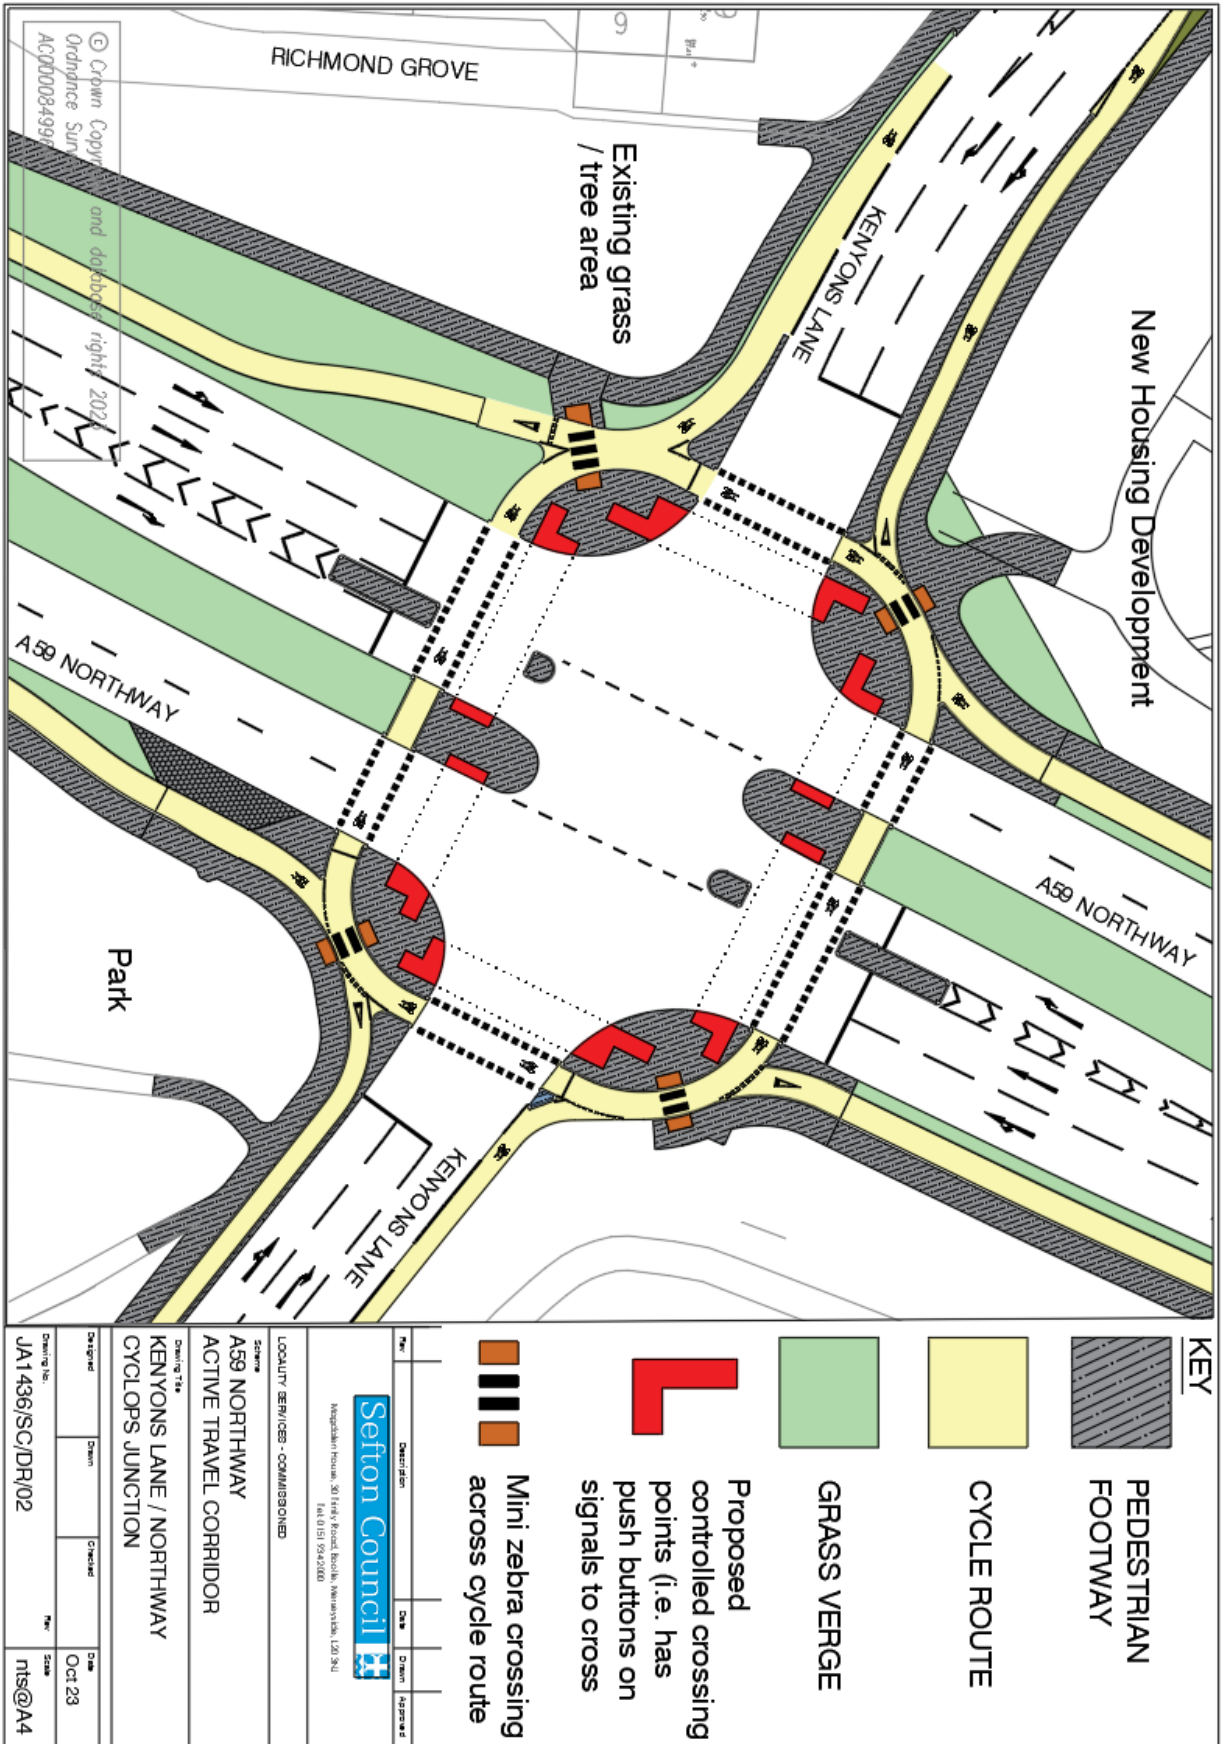 RICHMOND GROVE
Existing grass
/ tree area
KENYONS LANE
New Housing Development
A59 NORTHWAY
A59 NORTHWAY
KENYONS LANE
Park
and database rights
Ordnance
KEY
PEDESTRIAN
FOOTWAY
CYCLE ROUTE
GRASS VERGE
Proposed
controlled crossing
points (i.e. has
push buttons on
signals to cross
Mini zebra crossing
across cycle route
Rev
Description
Date
Drawn
Approved
Sefton Council
LOCALITY SERVICES - COMMISSIONED
Scheme
A59 NORTHWAY
ACTIVE TRAVEL CORRIDOR
Drawing Title
KENYONS LANE / NORTHWAY
CYCLOPS JUNCTION
Designed
Drawn
Checked
Date
Oct 23
Drawing No.
JA1436/SC/DR/02
Rev
Scale
nts@A4